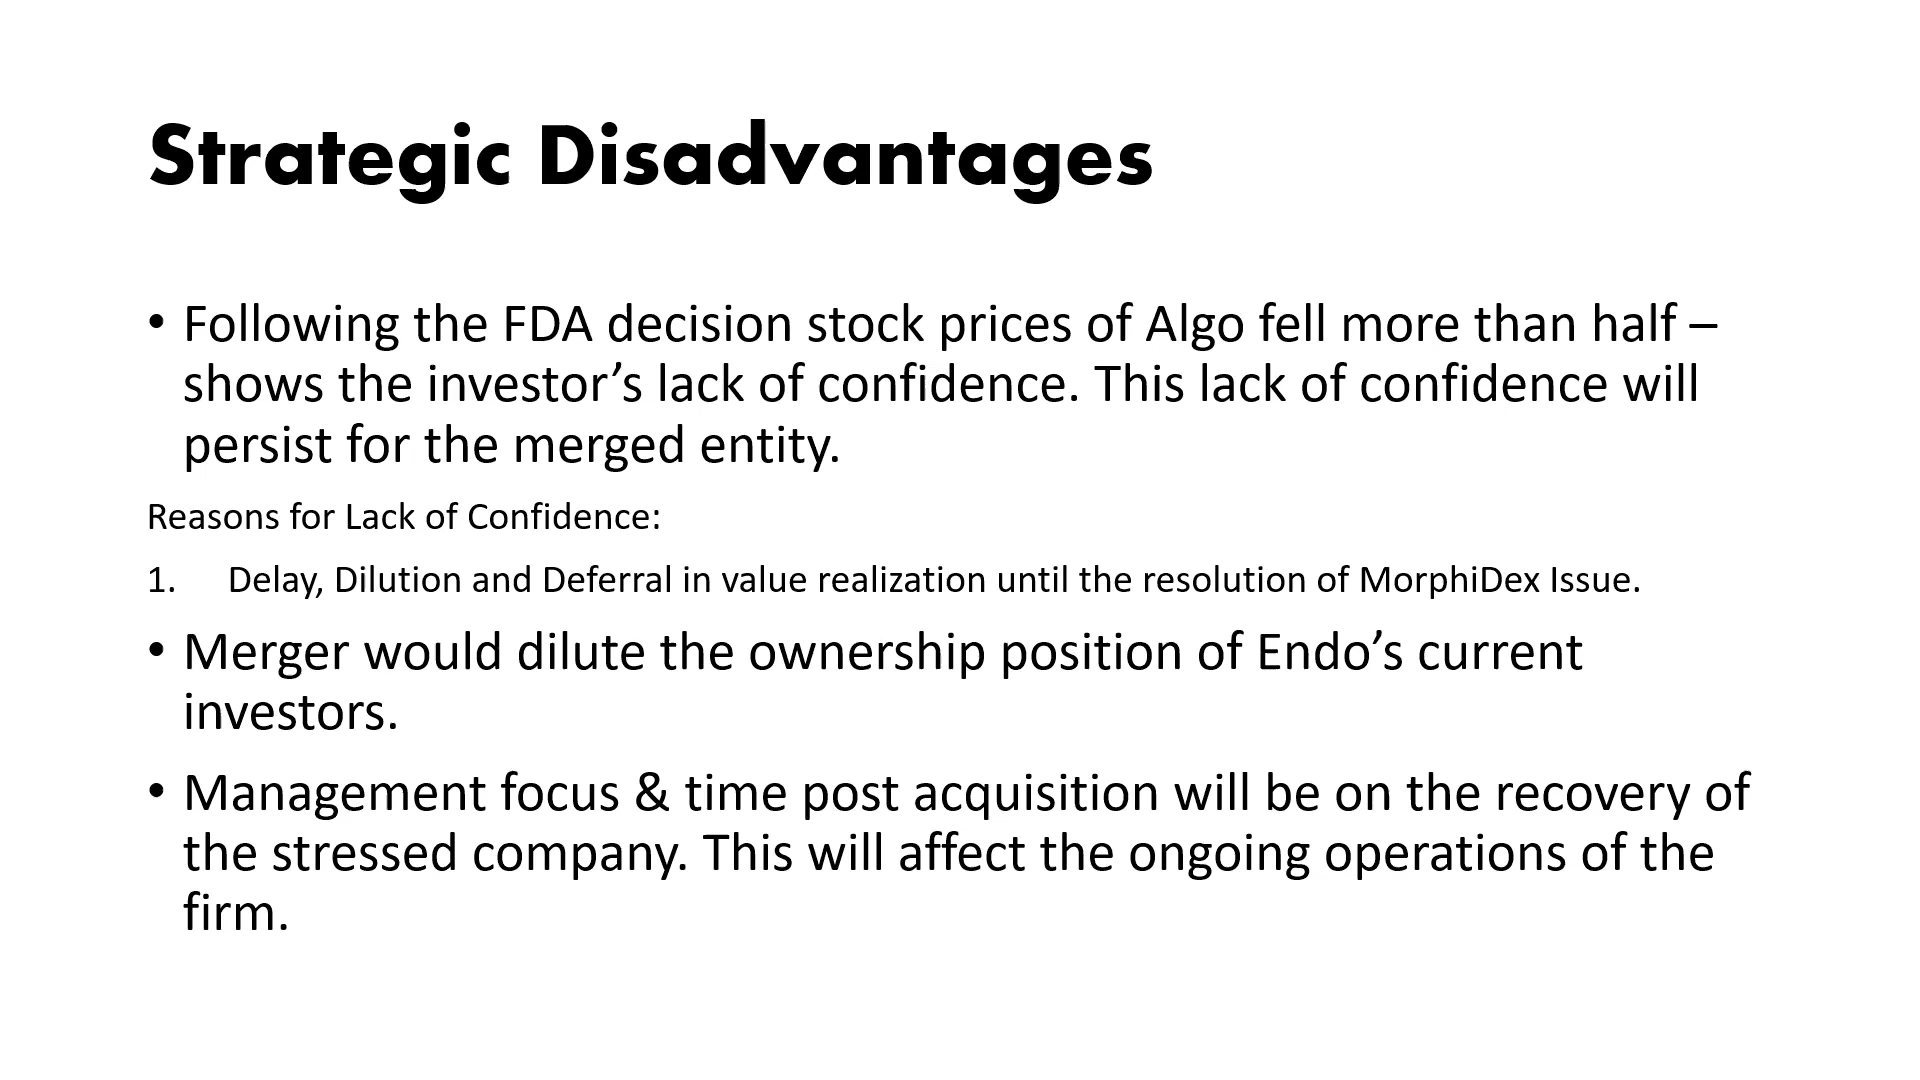 Strategic Disadvantages
• Following the FDA decision stock prices of Algo fell more than half –
shows the investor’s lack of confidence. This lack of confidence will
persist for the merged entity.
Reasons for Lack of Confidence:
1. Delay, Dilution and Deferral in value realization until the resolution of MorphiDex Issue.
• Merger would dilute the ownership position of Endo’s current
investors.
• Management focus & time post acquisition will be on the recovery of
the stressed company. This will affect the ongoing operations of the
firm.